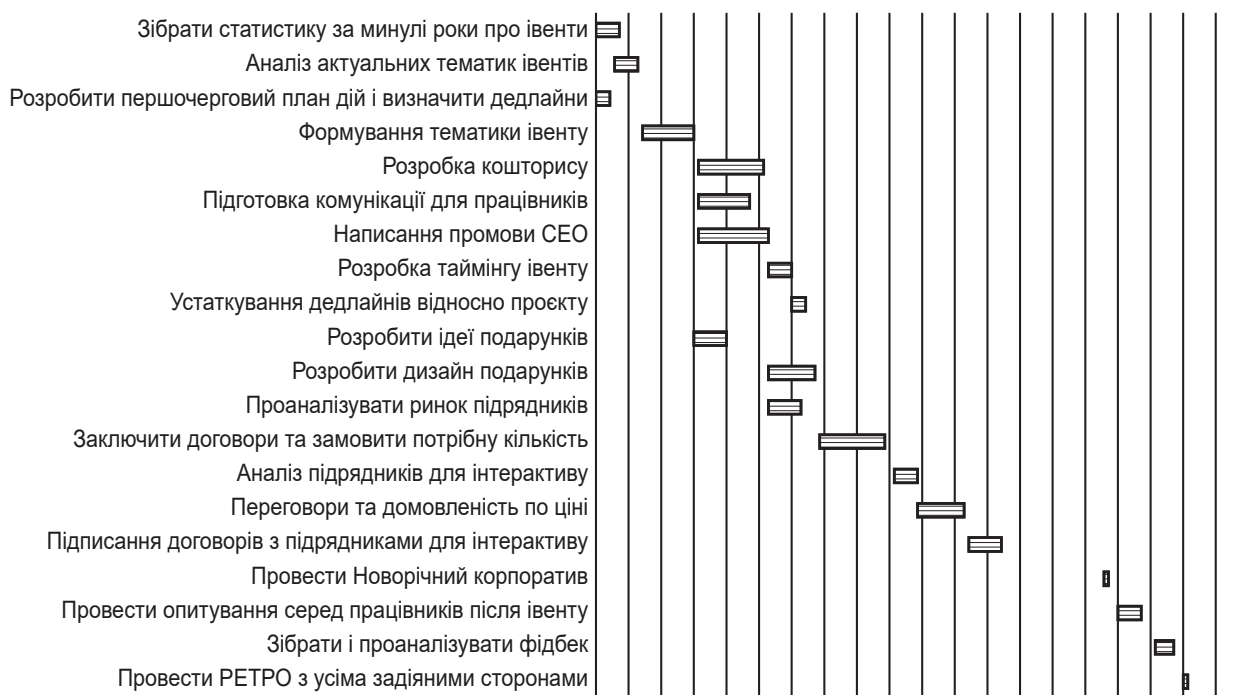 Зібрати статистику за минулі роки про івенти
Аналіз актуальних тематик івентів
Розробити першочерговий план дій і визначити дедлайни
Формування тематики івенту
Розробка кошторису
Підготовка комунікації для працівників
Написання промови СЕО
Розробка таймінгу івенту
Устаткування дедлайнів відносно проєкту
Розробити ідеї подарунків
Розробити дизайн подарунків
Проаналізувати ринок підрядників
Заключити договори та замовити потрібну кількість
Аналіз підрядників для інтерактиву
Переговори та домовленість по ціні
Підписання договорів з підрядниками для інтерактиву
Провести Новорічний корпоратив
Провести опитування серед працівників після івенту
Зібрати і проаналізувати фідбек
Провести РЕТРО з усіма задіяними сторонами